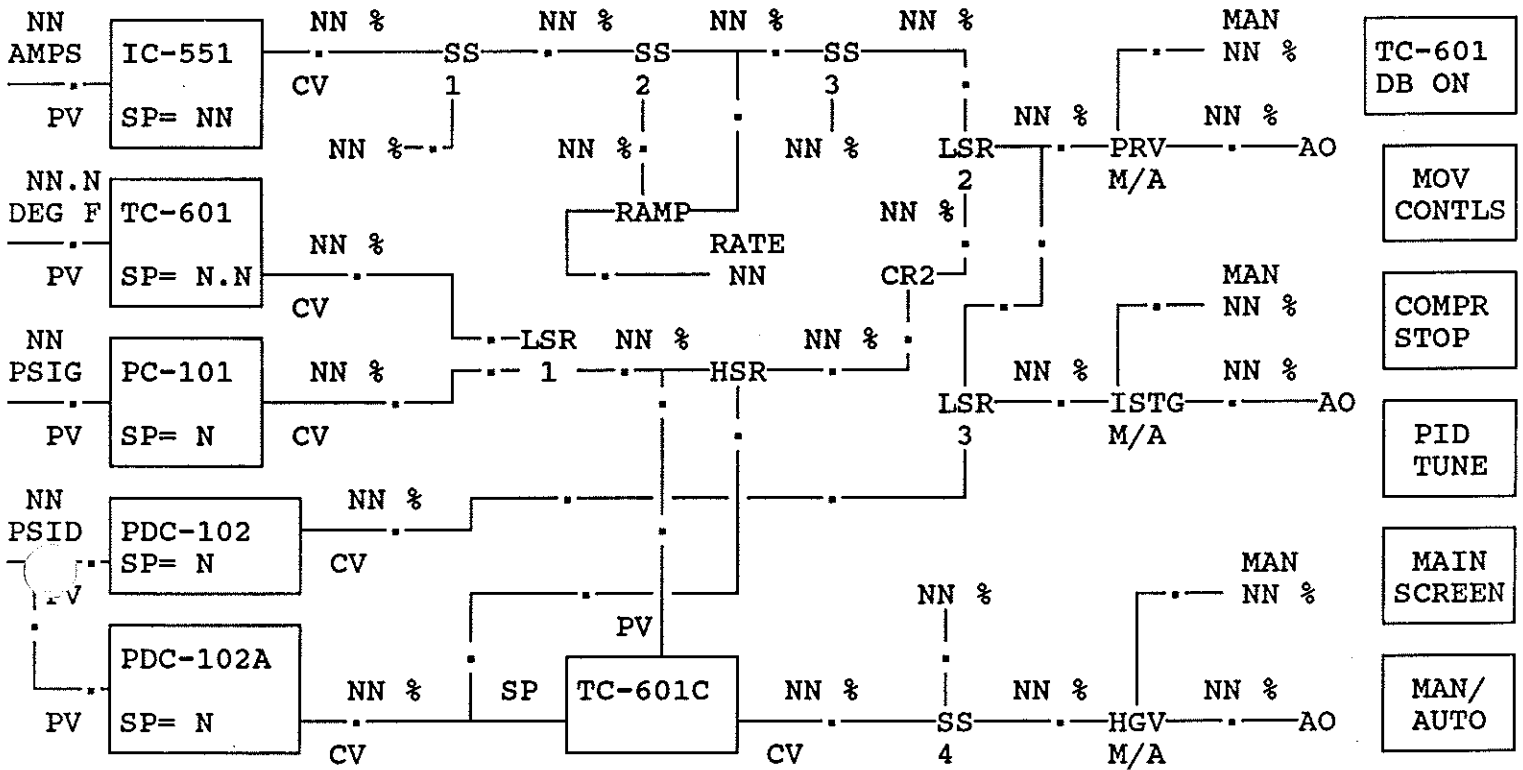 NN NN % NN % NN % NN % MAN
AMPS IC-551 SS SS SS NN % TC-601
CV 1 2 3 DB ON
PV SP= NN NN % NN %
NN % NN % NN % LSR PRV AO
NN.N 2 M/A MOV
DEG F TC-601 RAMP NN % CONTLS
NN % RATE
PV SP= N.N NN CR2 MAN COMPR
CV NN % STOP
NN LSR NN % NN %
PSIG PC-101 NN % 1 HSR NN % NN %
LSR ISTG AO
PV SP= N CV 3 M/A PID
TUNE
NN NN %
PSID PDC-102
SP= N CV MAN MAIN
PV NN % NN % SCREEN
PV
PDC-102A
NN % SP TC-601C NN % NN % NN % MAN/
PV SP= N SS HGV AO AUTO
CV CV 4 M/A